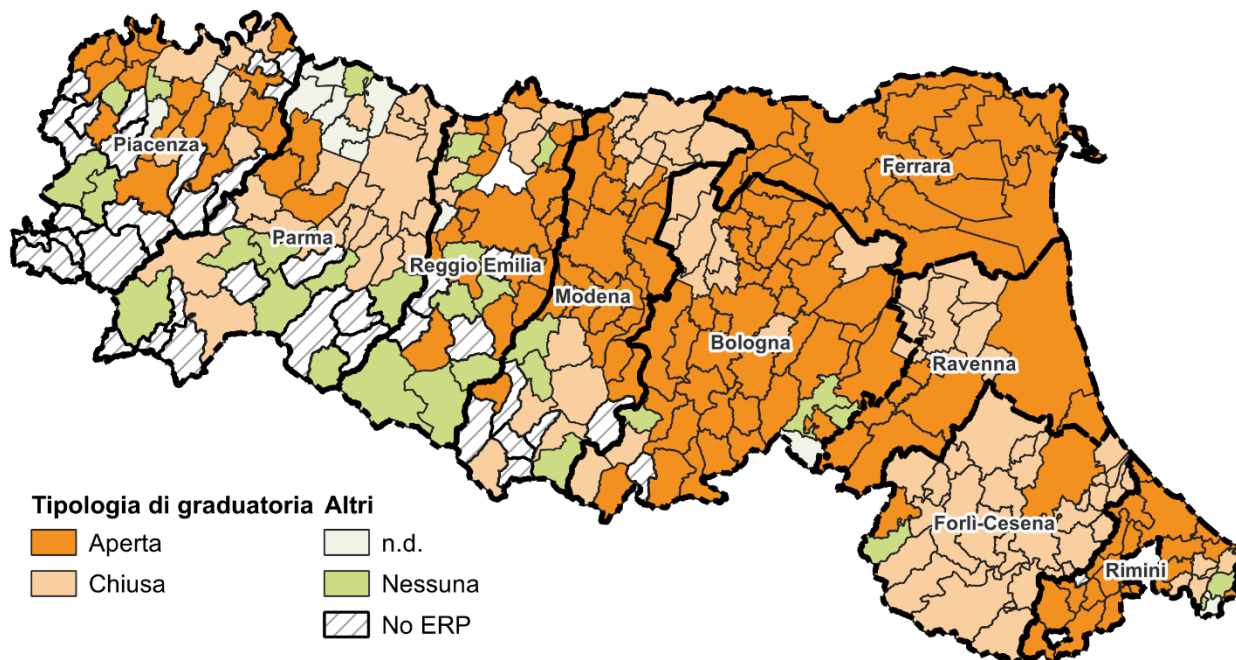 Piacenza
Parma
Reggio Emilia
Modena
Bologna
Ferrara
Ravenna
Forlì-Cesena
Rimini
Tipologia di graduatoria Altri
Aperta n.d.
Chiusa Nessuna
No ERP